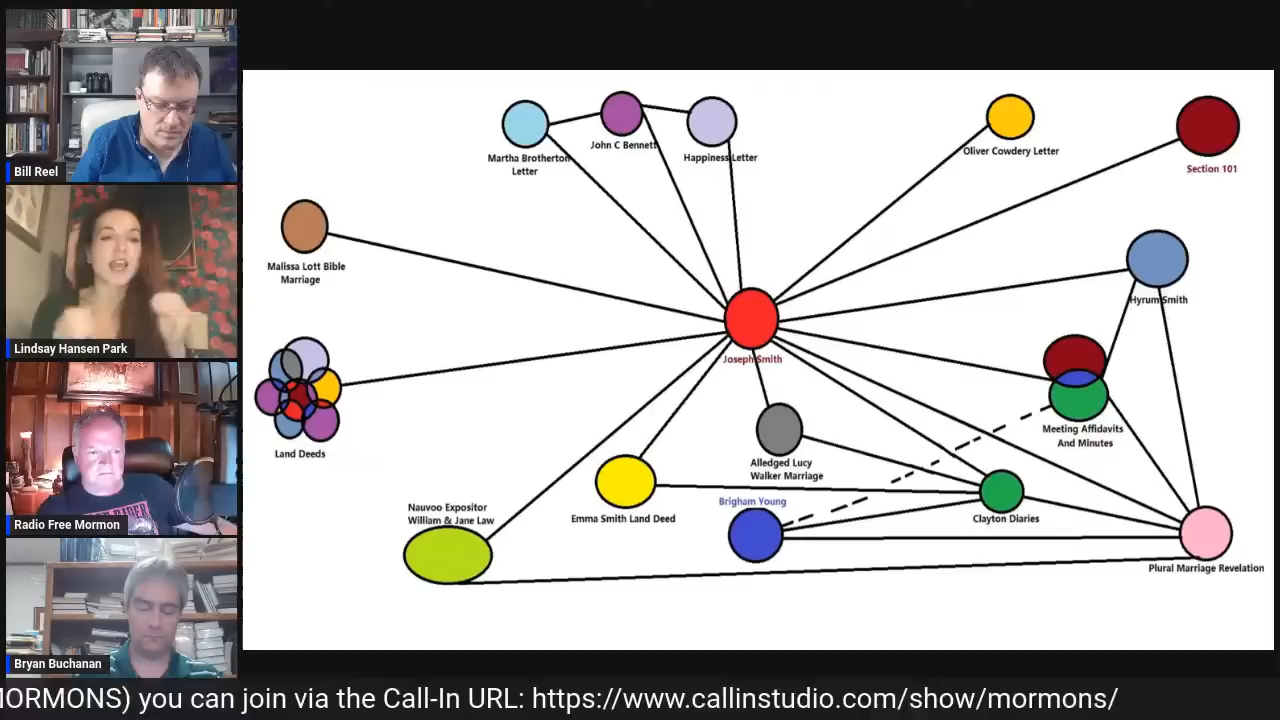 Bill Reel
Lindsay Hansen Park
Radio Free Mormon
Bryan Buchanan
Martha Brotherton
Letter
John C Bennett
Happiness Letter
Oliver Cowdery Letter
Section 101
Malissa Lott Bible
Marriage
Hyrum Smith
Joseph Smith
Land Deeds
Meeting Affidavits
And Minutes
Alledged Lucy
Walker Marriage
Emma Smith Land Deed
Brigham Young
Clayton Diaries
Nauvoo Expositor
William & Jane Law
Plural Marriage Revelation
MORMONS) you can join via the Call-In URL: https://www.callinstudio.com/show/mormons/